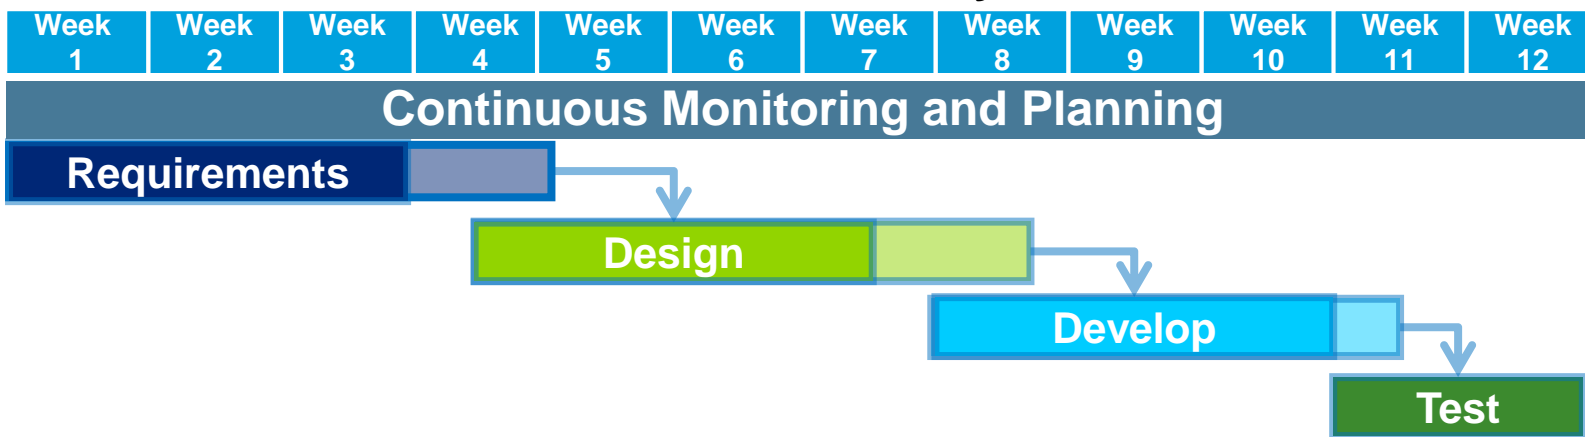 Week 1 Week 2 Week 3 Week 4 Week 5 Week 6 Week 7 Week 8 Week 9 Week 10 Week 11 Week 12
Continuous Monitoring and Planning
Requirements
Design
Develop
Test